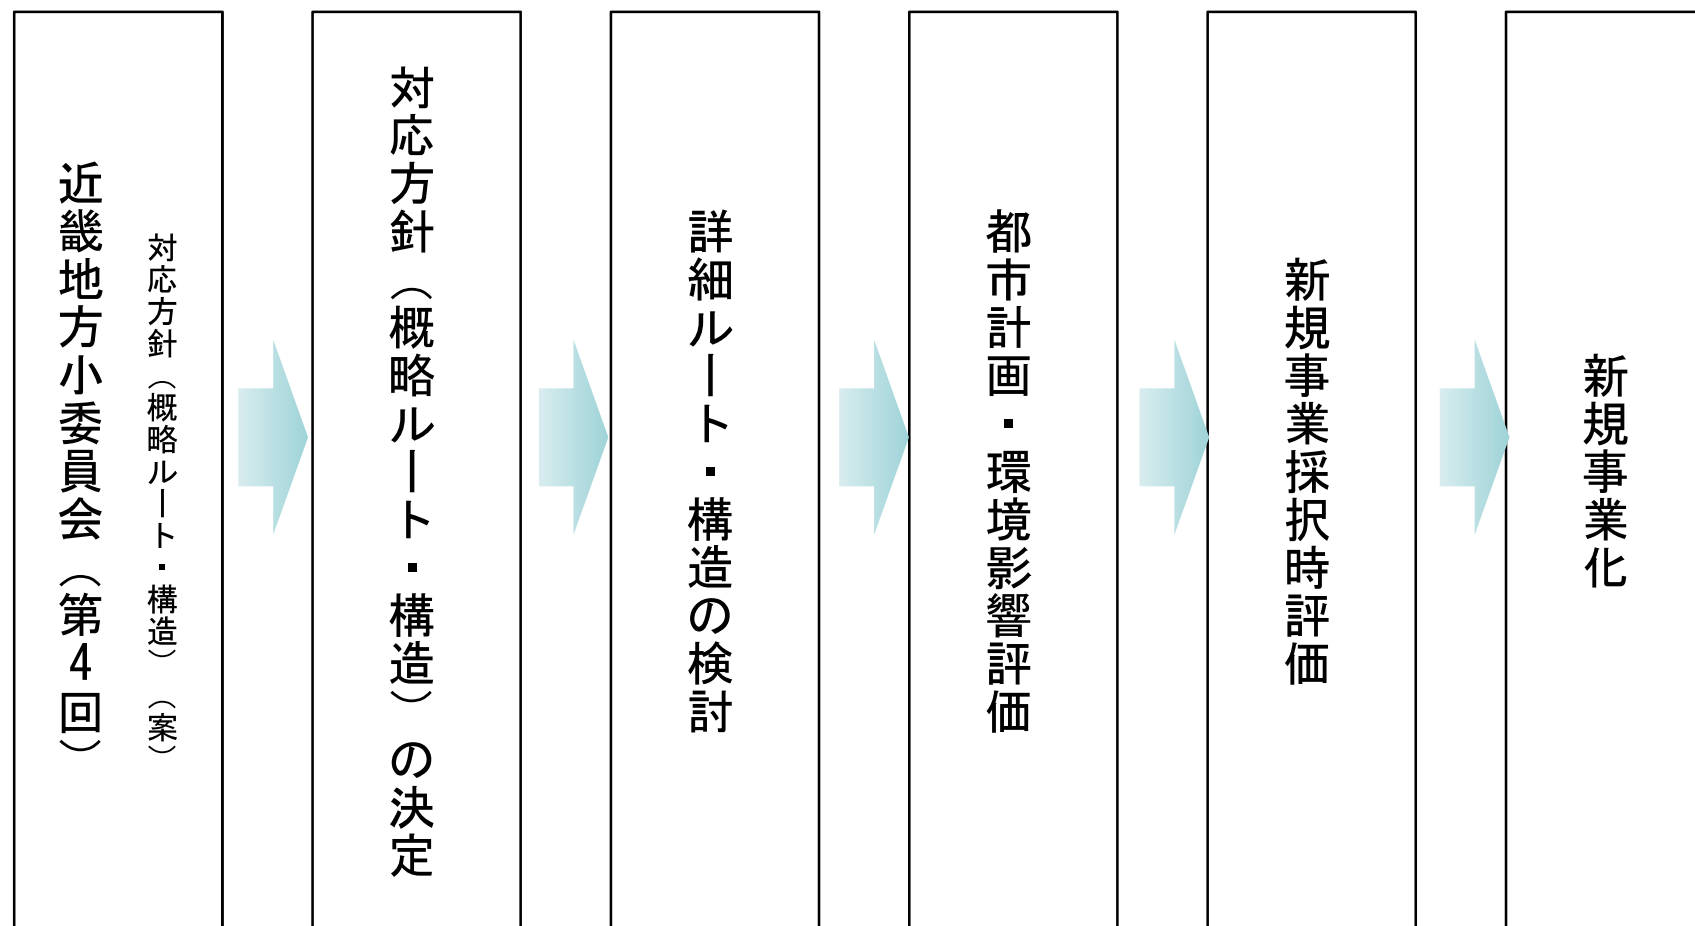 近畿地方小委員会（第4回）
対応方針（概略ルート・構造）（案）
対応方針（概略ルート・構造）の決定
詳細ルート・構造の検討
都市計画・環境影響評価
新規事業採択時評価
新規事業化